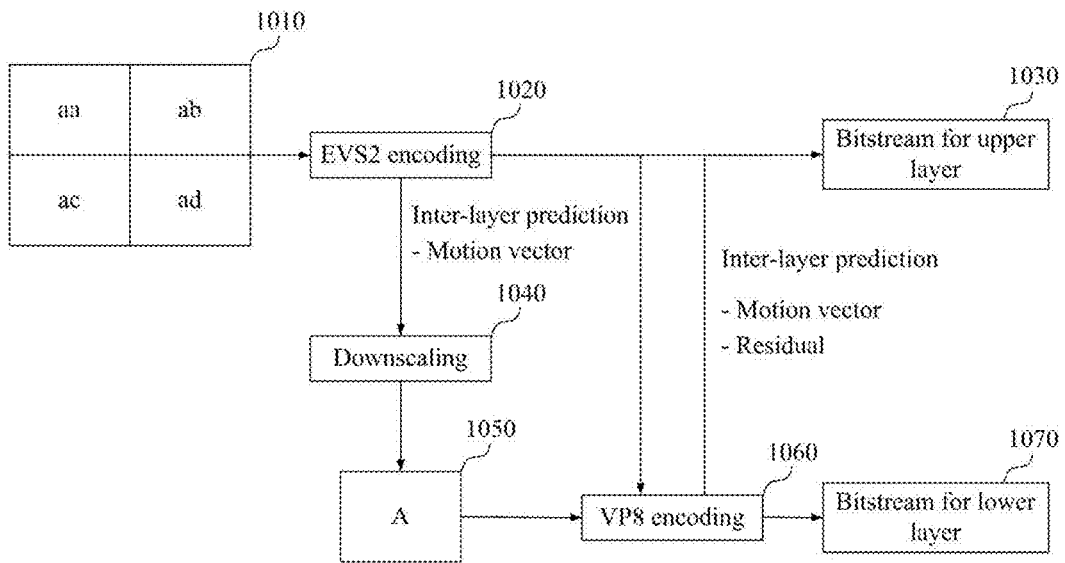 1010
aa
ab
ac
ad
1020
EVS2 encoding
1030
Bitstream for upper
layer
Inter-layer prediction
- Motion vector
Inter-layer prediction
- Motion vector
- Residual
1040
Downscaling
1050
A
1060
VP8 encoding
1070
Bitstream for lower
layer